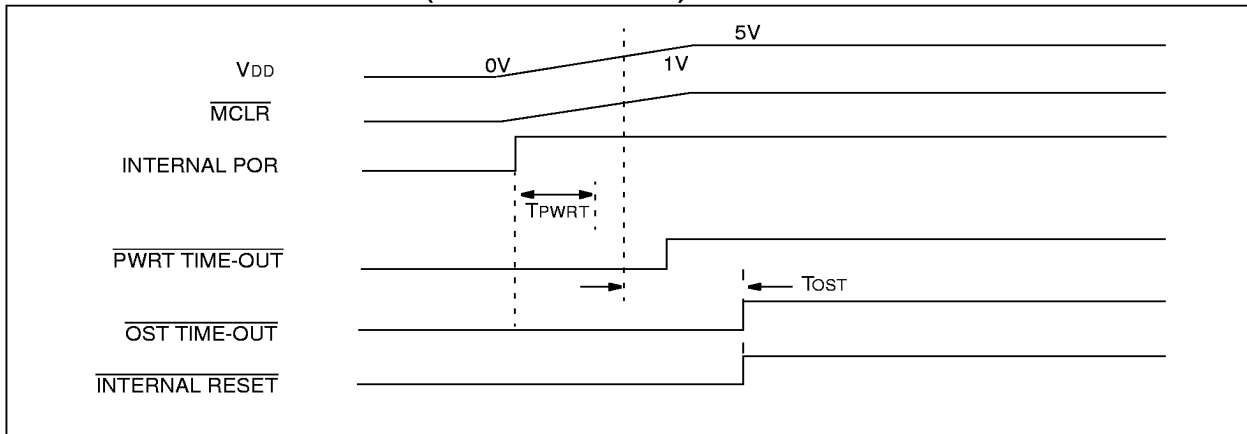 5V
0V
1V
VDD
MCLR
INTERNAL POR
TPWRT
PWRT TIME-OUT
TOST
OST TIME-OUT
INTERNAL RESET